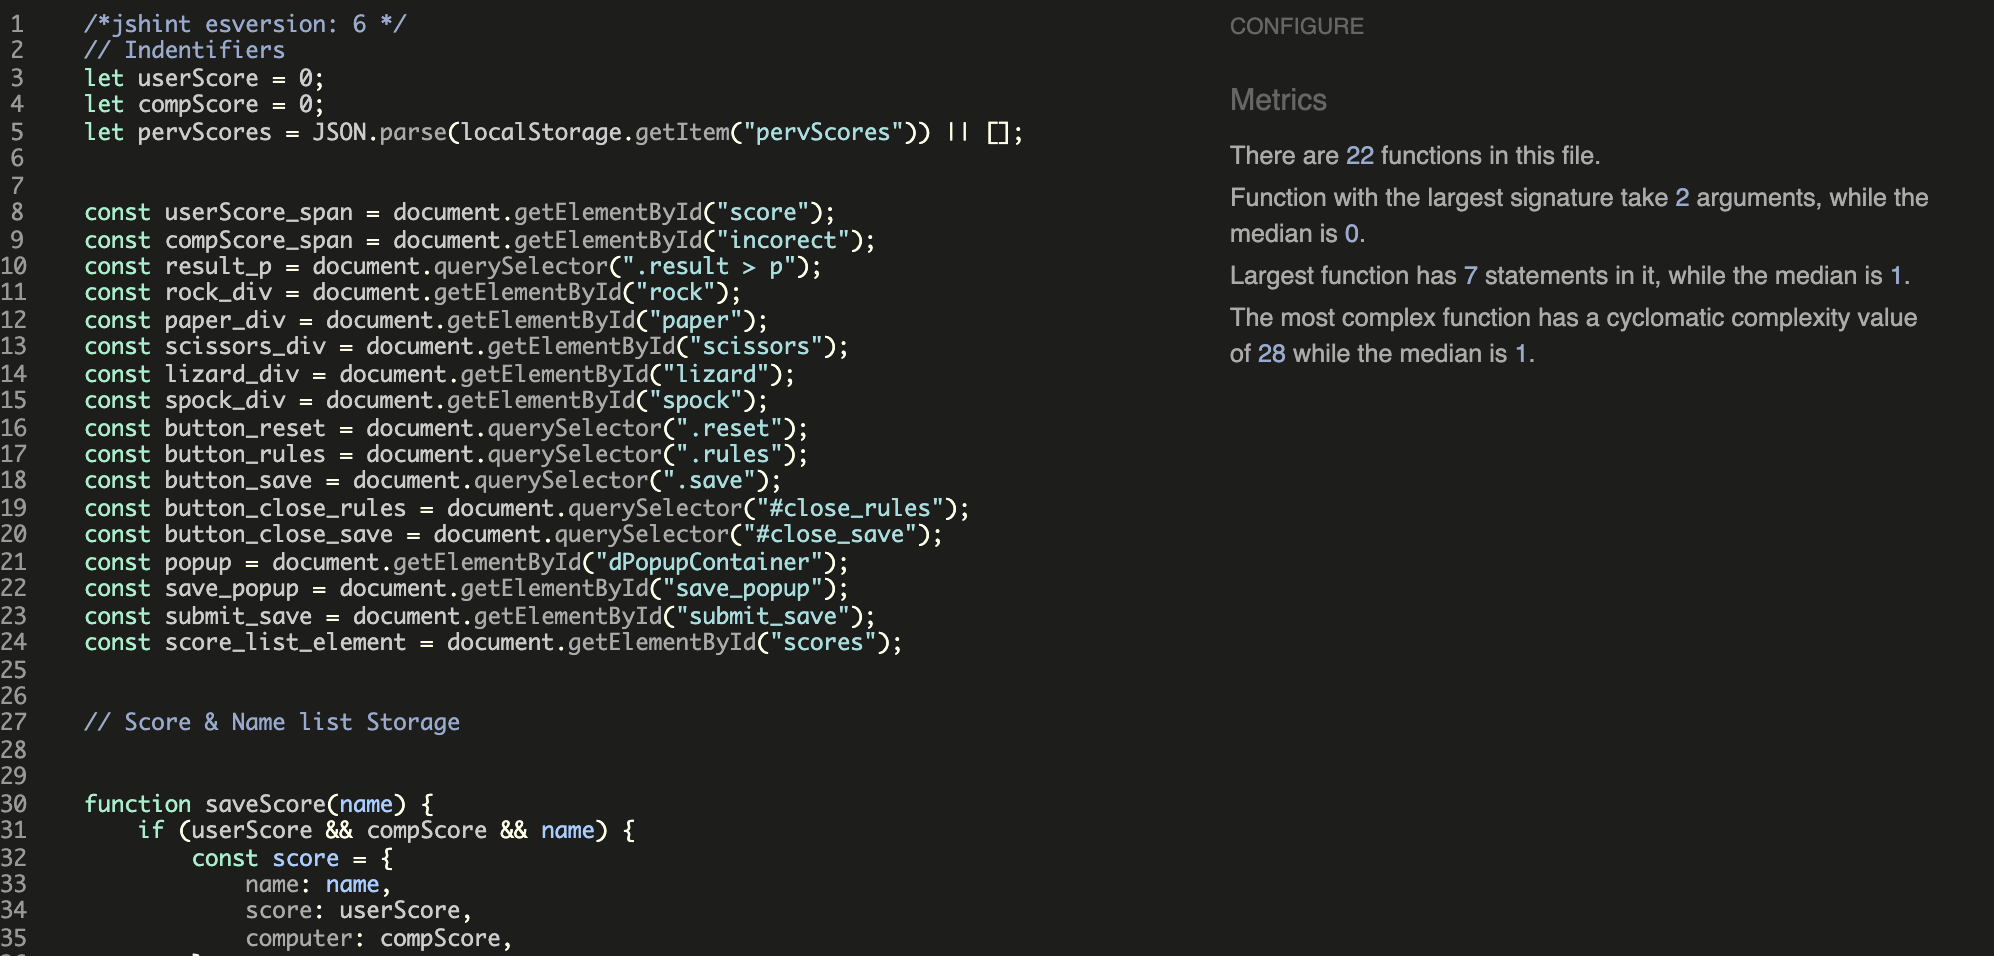 1 /*jshint esversion: 6 */
2 // Indentifiers
3 let userScore = 0;
4 let compScore = 0;
5 let pervScores = JSON.parse(localStorage.getItem("pervScores")) || [];
6
7
8 const userScore_span = document.getElementById("score");
9 const compScore_span = document.getElementById("incorect");
10 const result_p = document.querySelector(".result > p");
11 const rock_div = document.getElementById("rock");
12 const paper_div = document.getElementById("paper");
13 const scissors_div = document.getElementById("scissors");
14 const lizard_div = document.getElementById("lizard");
15 const spock_div = document.getElementById("spock");
16 const button_reset = document.querySelector(".reset");
17 const button_rules = document.querySelector(".rules");
18 const button_save = document.querySelector(".save");
19 const button_close_rules = document.querySelector("#close_rules");
20 const button_close_save = document.querySelector("#close_save");
21 const popup = document.getElementById("dPopupContainer");
22 const save_popup = document.getElementById("save_popup");
23 const submit_save = document.getElementById("submit_save");
24 const score_list_element = document.getElementById("scores");
25
26
27 // Score & Name list Storage
28
29
30 function saveScore(name) {
31 if (userScore && compScore && name) {
32 const score = {
33 name: name,
34 score: userScore,
35 computer: compScore,
CONFIGURE
Metrics
There are 22 functions in this file.
Function with the largest signature take 2 arguments, while the
median is 0.
Largest function has 7 statements in it, while the median is 1.
The most complex function has a cyclomatic complexity value
of 28 while the median is 1.